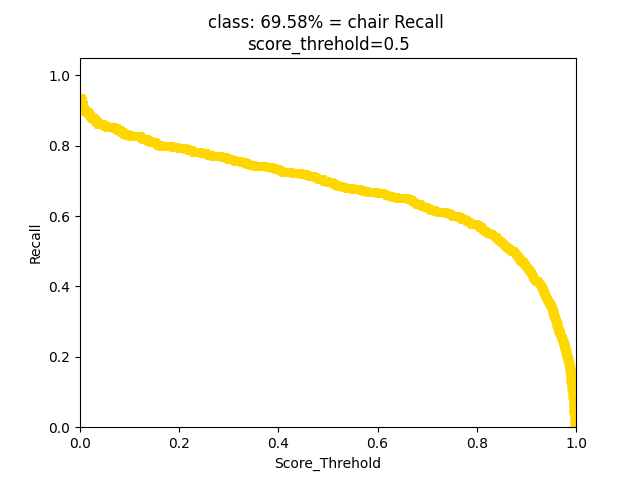 class: 69.58% = chair Recall
score_threhold=0.5
1.0
0.8
0.6
0.4
0.2
0.0
Recall
0.0 0.2 0.4 0.6 0.8 1.0
Score_Threhold